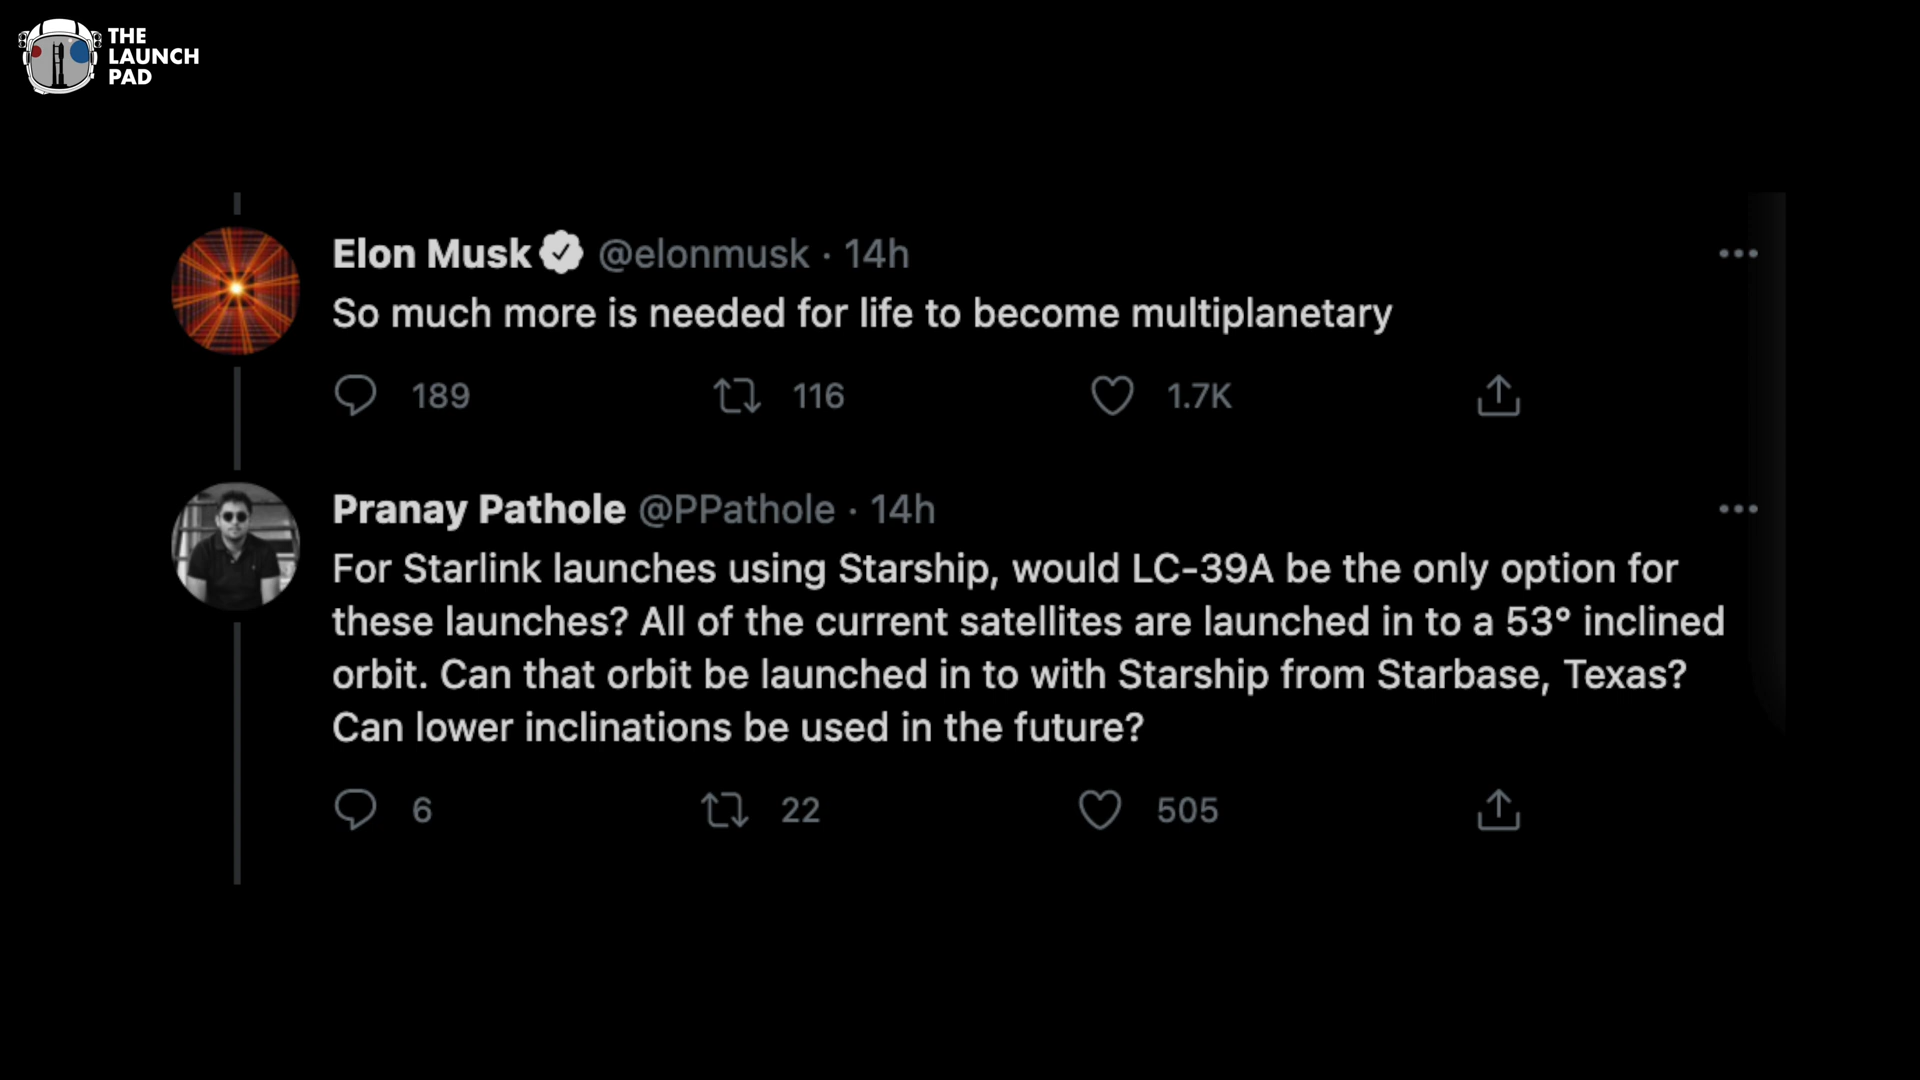 THE
LAUNCH
PAD
Elon Musk @elonmusk · 14h
So much more is needed for life to become multiplanetary
189 116 1.7K
Pranay Pathole @PPathole · 14h
For Starlink launches using Starship, would LC-39A be the only option for
these launches? All of the current satellites are launched in to a 53° inclined
orbit. Can that orbit be launched in to with Starship from Starbase, Texas?
Can lower inclinations be used in the future?
6 22 505